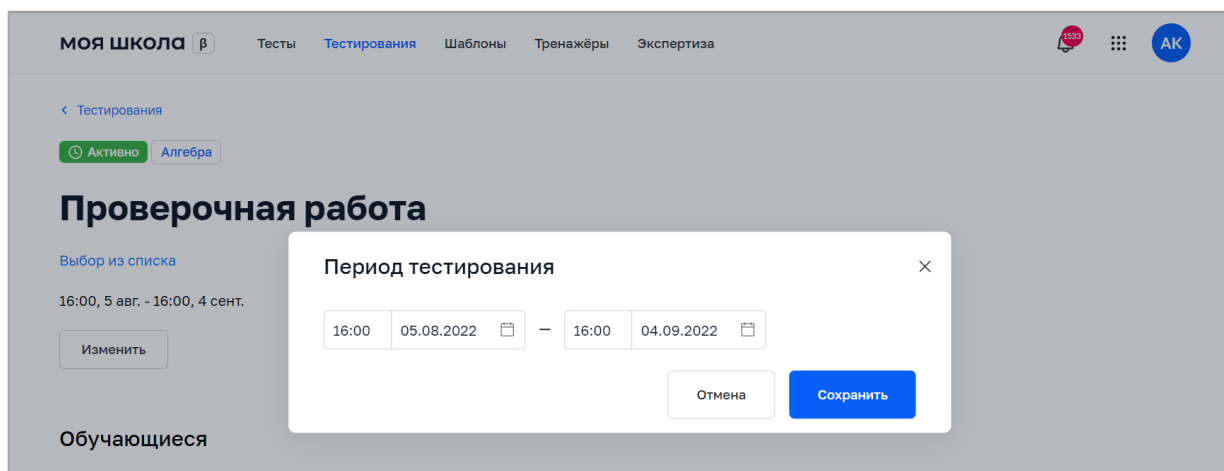 МОЯ ШКОЛА β Тесты Тестирования Шаблоны Тренажёры Экспертиза 1533 АК
Тестирования
Активно Алгебра
Проверочная работа
Выбор из списка
16:00, 5 авг. - 16:00, 4 сент.
Изменить
Обучающиеся
Период тестирования
16:00 05.08.2022 — 16:00 04.09.2022
Отмена Сохранить